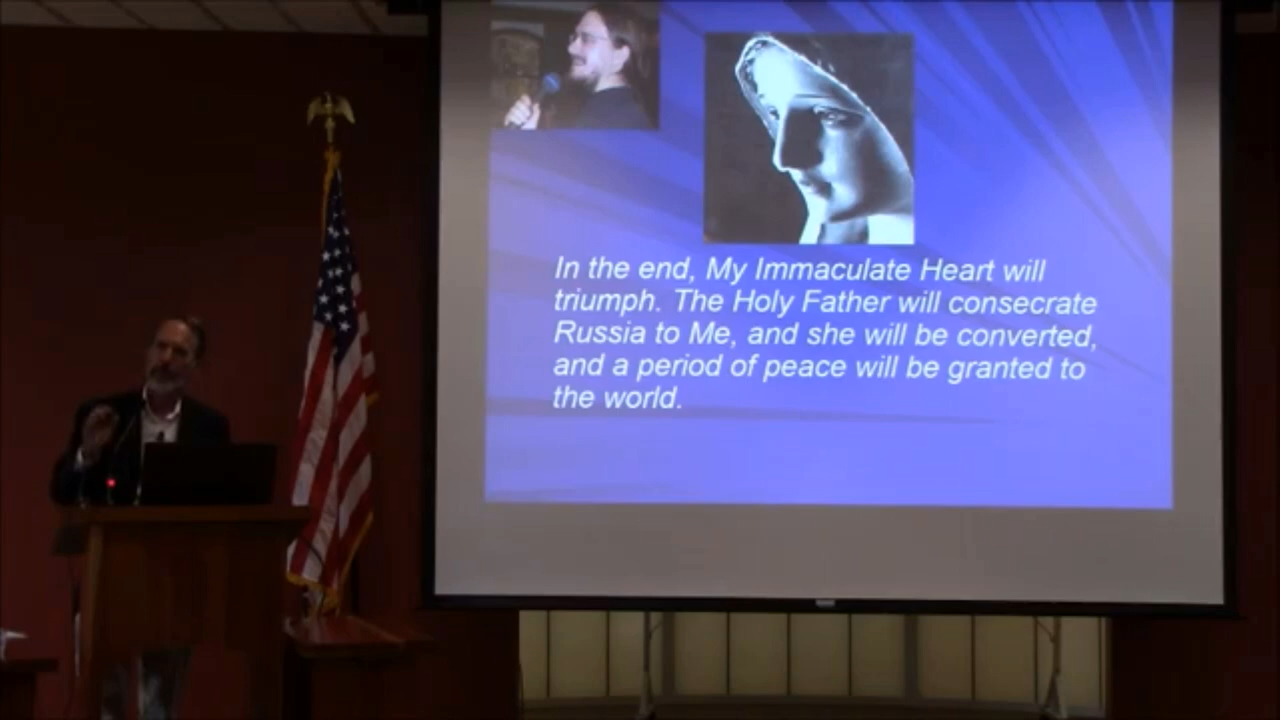 In the end, My Immaculate Heart will
triumph. The Holy Father will consecrate
Russia to Me, and she will be converted,
and a period of peace will be granted to
the world.